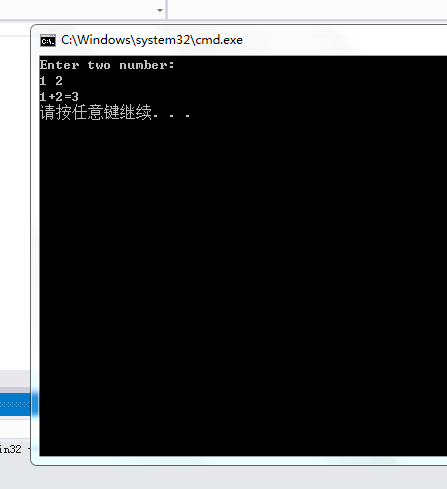 C:\Windows\system32\cmd.exe
Enter two number:
1 2
1+2=3
请按任意键继续. . .
in32